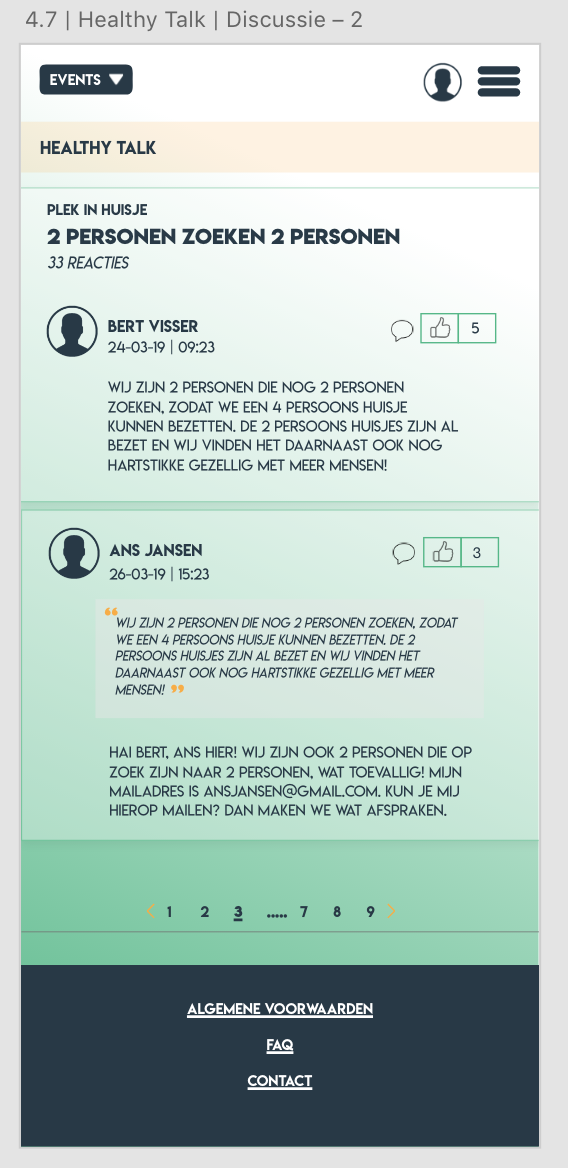 4.7 | Healthy Talk | Discussie – 2
EVENTS
HEALTHY TALK
PLEK IN HUISJE
2 PERSONEN ZOEKEN 2 PERSONEN
33 REACTIES
BERT VISSER
5
24-03-19 | 09:23
WIJ ZIJN 2 PERSONEN DIE NOG 2 PERSONEN
ZOEKEN, ZODAT WE EEN 4 PERSOONS HUISJE
KUNNEN BEZETTEN. DE 2 PERSOONS HUISJES ZIJN AL
BEZET EN WIJ VINDEN HET DAARNAAST OOK NOG
HARTSTIKKE GEZELLIG MET MEER MENSEN!
ANS JANSEN
3
26-03-19 | 15:23
“WIJ ZIJN 2 PERSONEN DIE NOG 2 PERSONEN ZOEKEN, ZODAT
WE EEN 4 PERSOONS HUISJE KUNNEN BEZETTEN. DE 2
PERSOONS HUISJES ZIJN AL BEZET EN WIJ VINDEN HET
DAARNAAST OOK NOG HARTSTIKKE GEZELLIG MET MEER
MENSEN! ”
HAI BERT, ANS HIER! WIJ ZIJN OOK 2 PERSONEN DIE OP
ZOEK ZIJN NAAR 2 PERSONEN, WAT TOEVALLIG! MIJN
MAILADRES IS ANSJANSEN@GMAIL.COM. KUN JE MIJ
HIEROP MAILEN? DAN MAKEN WE WAT AFSPRAKEN.
< 1 2 3 ..... 7 8 9 >
ALGEMENE VOORWAARDEN
FAQ
CONTACT